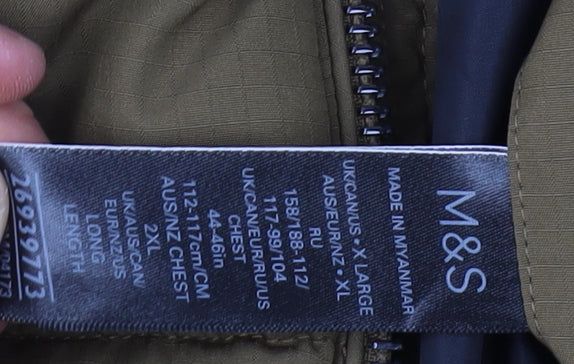 M&S
MADE IN MYANMAR
UK/CAN/US • X LARGE
AUS/EUR/NZ • XL
RU
158/188-112/
117-99/104
UK/CAN/EUR/RU/US
CHEST
44-46in
112-117cm/CM
AUS/NZ CHEST
2XL
UK/AUS/CAN/
EUR/NZ/US
LONG
LENGTH
26939773